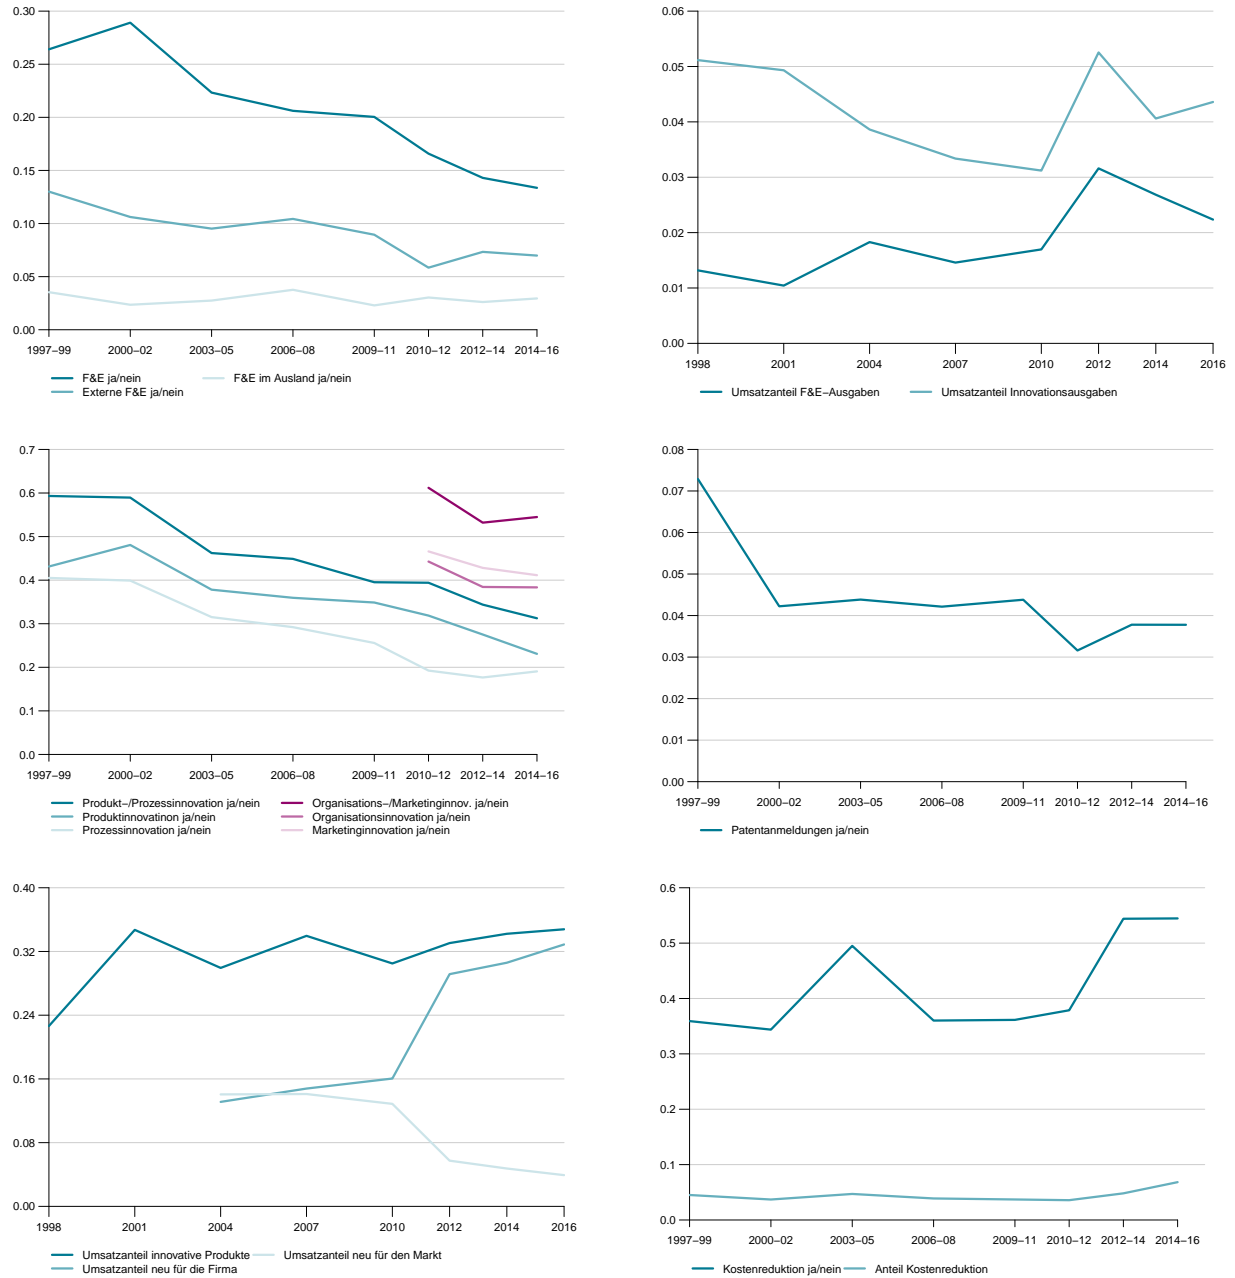 0.30
0.25
0.20
0.15
0.10
0.05
0.00
1997–99 2000–02 2003–05 2006–08 2009–11 2010–12 2012–14 2014–16
F&E ja/nein F&E im Ausland ja/nein
Externe F&E ja/nein
0.06
0.05
0.04
0.03
0.02
0.01
0.00
1998 2001 2004 2007 2010 2012 2014 2016
Umsatzanteil F&E–Ausgaben Umsatzanteil Innovationsausgaben
0.7
0.6
0.5
0.4
0.3
0.2
0.1
0.0
1997–99 2000–02 2003–05 2006–08 2009–11 2010–12 2012–14 2014–16
Produkt–/Prozessinnovation ja/nein Organisations–/Marketinginnov. ja/nein
Produktinnovatinon ja/nein Organisationsinnovation ja/nein
Prozessinnovation ja/nein Marketinginnovation ja/nein
0.08
0.07
0.06
0.05
0.04
0.03
0.02
0.01
0.00
1997–99 2000–02 2003–05 2006–08 2009–11 2010–12 2012–14 2014–16
Patentanmeldungen ja/nein
0.40
0.32
0.24
0.16
0.08
0.00
1998 2001 2004 2007 2010 2012 2014 2016
Umsatzanteil innovative Produkte Umsatzanteil neu für den Markt
Umsatzanteil neu für die Firma
0.6
0.5
0.4
0.3
0.2
0.1
0.0
1997–99 2000–02 2003–05 2006–08 2009–11 2010–12 2012–14 2014–16
Kostenreduktion ja/nein Anteil Kostenreduktion